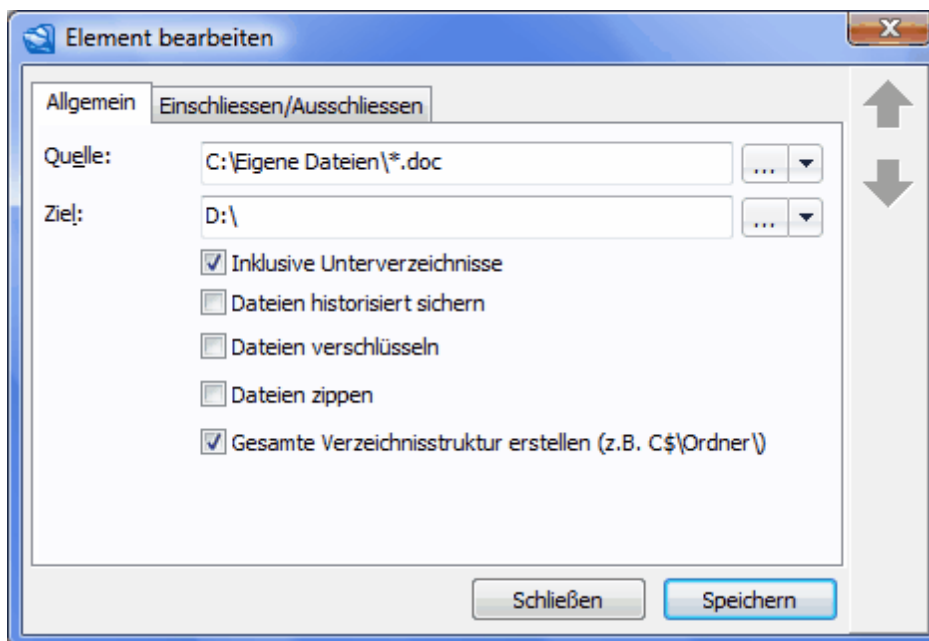 Element bearbeiten
Allgemein Einschliessen/Ausschliessen
Quelle: C:\Eigene Dateien\*.doc ...
Ziel: D:\ ...
Inklusive Unterverzeichnisse
Dateien historisiert sichern
Dateien verschlüsseln
Dateien zippen
Gesamte Verzeichnisstruktur erstellen (z.B. C$\Ordner\)
Schließen Speichern